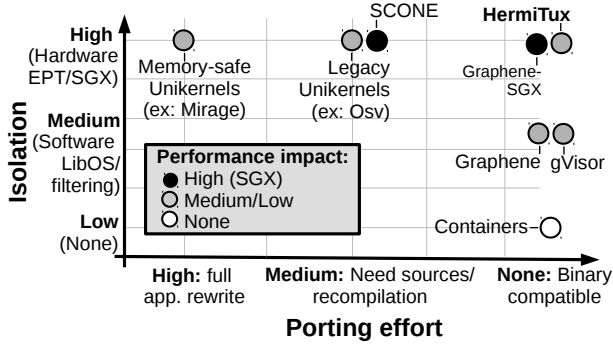 SCONE
HermiTux
High
(Hardware
EPT/SGX)
Memory-safe
Unikernels
(ex: Mirage)
Legacy
Unikernels
(ex: Osv)
Graphene-
SGX
Isolation
Medium
(Software
LibOS/
filtering)
Performance impact:
High (SGX)
Medium/Low
None
Graphene
gVisor
Low
(None)
Containers
High: full
app. rewrite
Medium: Need sources/
recompilation
None: Binary
compatible
Porting effort